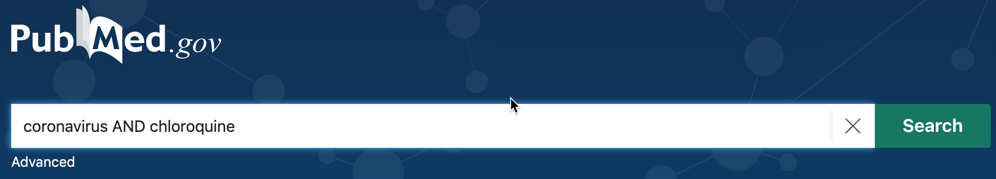 PubMed.gov
coronavirus AND chloroquine
Search
Advanced